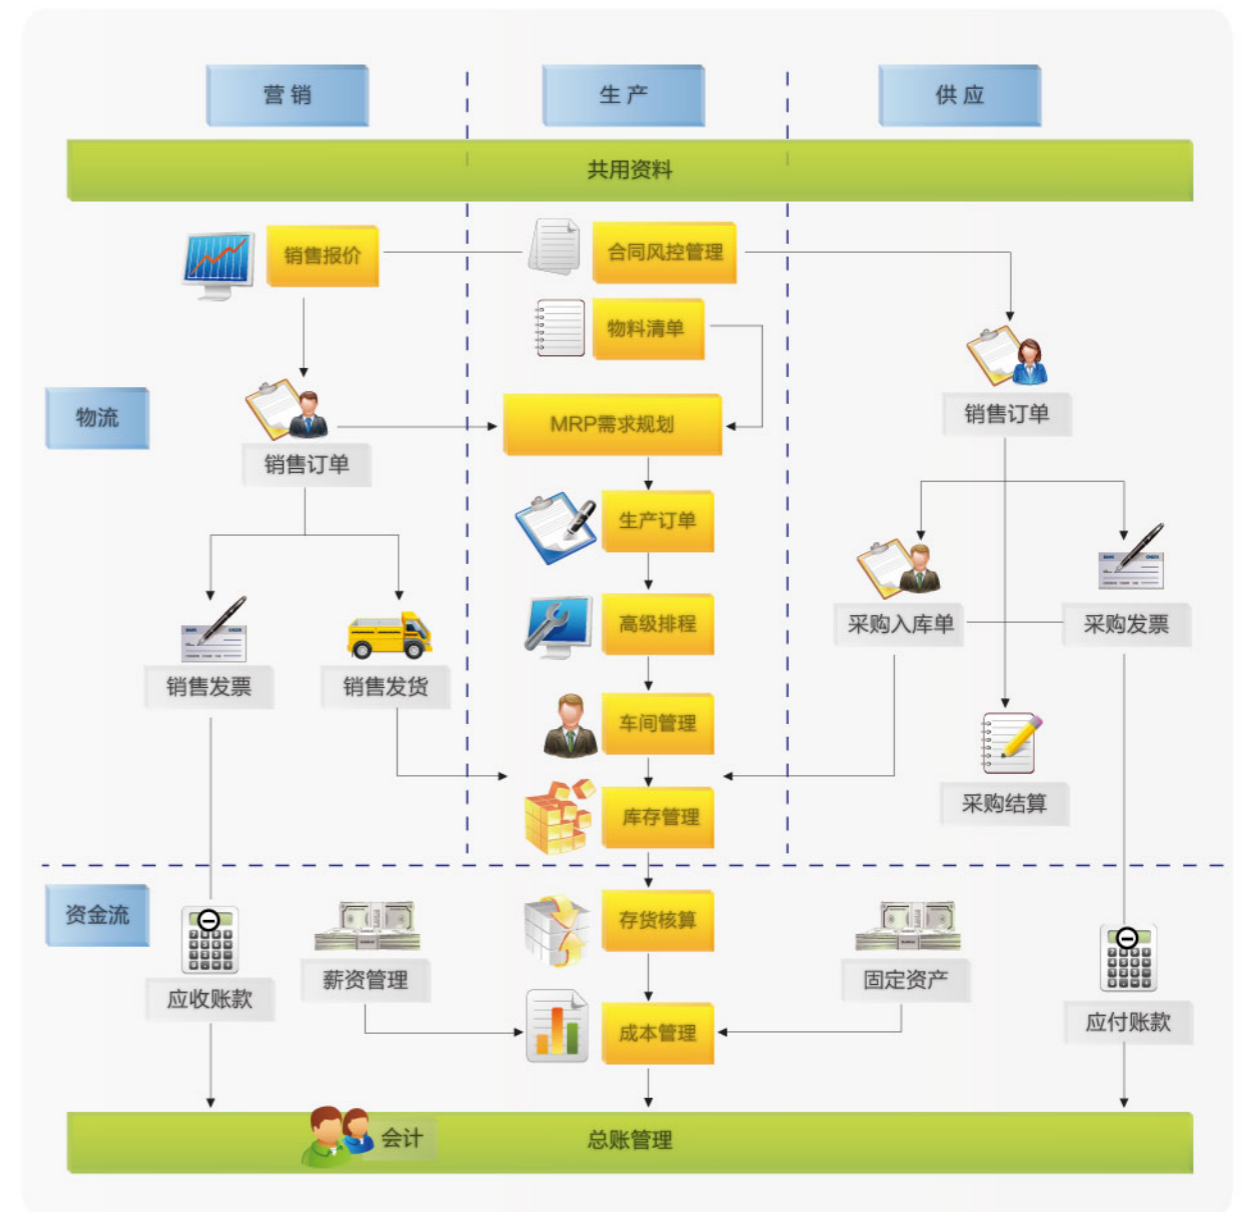 营销
生产
供应
共用资料
销售报价
合同风控管理
物料清单
物流
销售订单
MRP需求规划
销售订单
生产订单
高级排程
采购入库单
采购发票
销售发票
销售发货
车间管理
采购结算
库存管理
资金流
应收账款
薪资管理
存货核算
固定资产
应付账款
成本管理
会计
总账管理